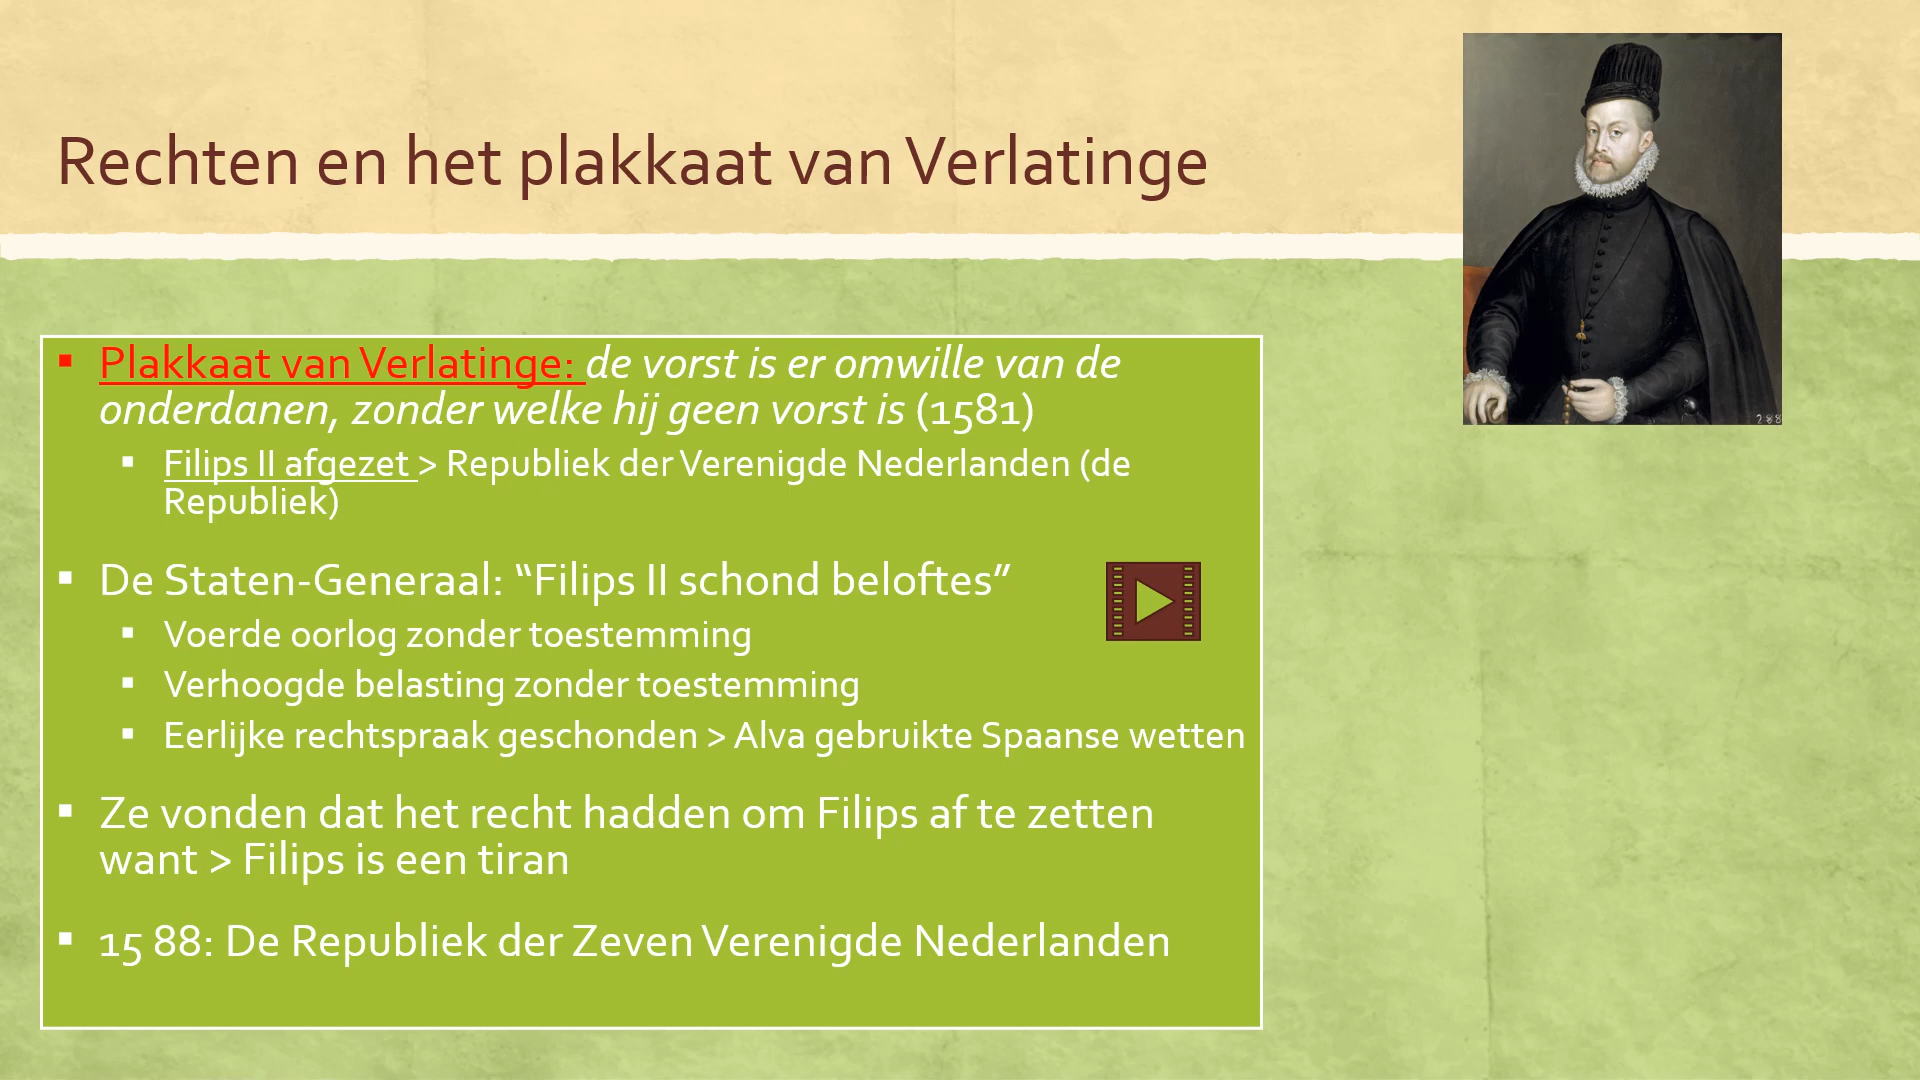 Rechten en het plakkaat van Verlatinge
288
▪ Plakkaat van Verlatinge: de vorst is er omwille van de
onderdanen, zonder welke hij geen vorst is (1581)
▪ Filips II afgezet > Republiek der Verenigde Nederlanden (de
Republiek)
▪ De Staten-Generaal: “Filips II schond beloftes”
▪ Voerde oorlog zonder toestemming
▪ Verhoogde belasting zonder toestemming
▪ Eerlijke rechtspraak geschonden > Alva gebruikte Spaanse wetten
▪ Ze vonden dat het recht hadden om Filips af te zetten
want > Filips is een tiran
▪ 15 88: De Republiek der Zeven Verenigde Nederlanden